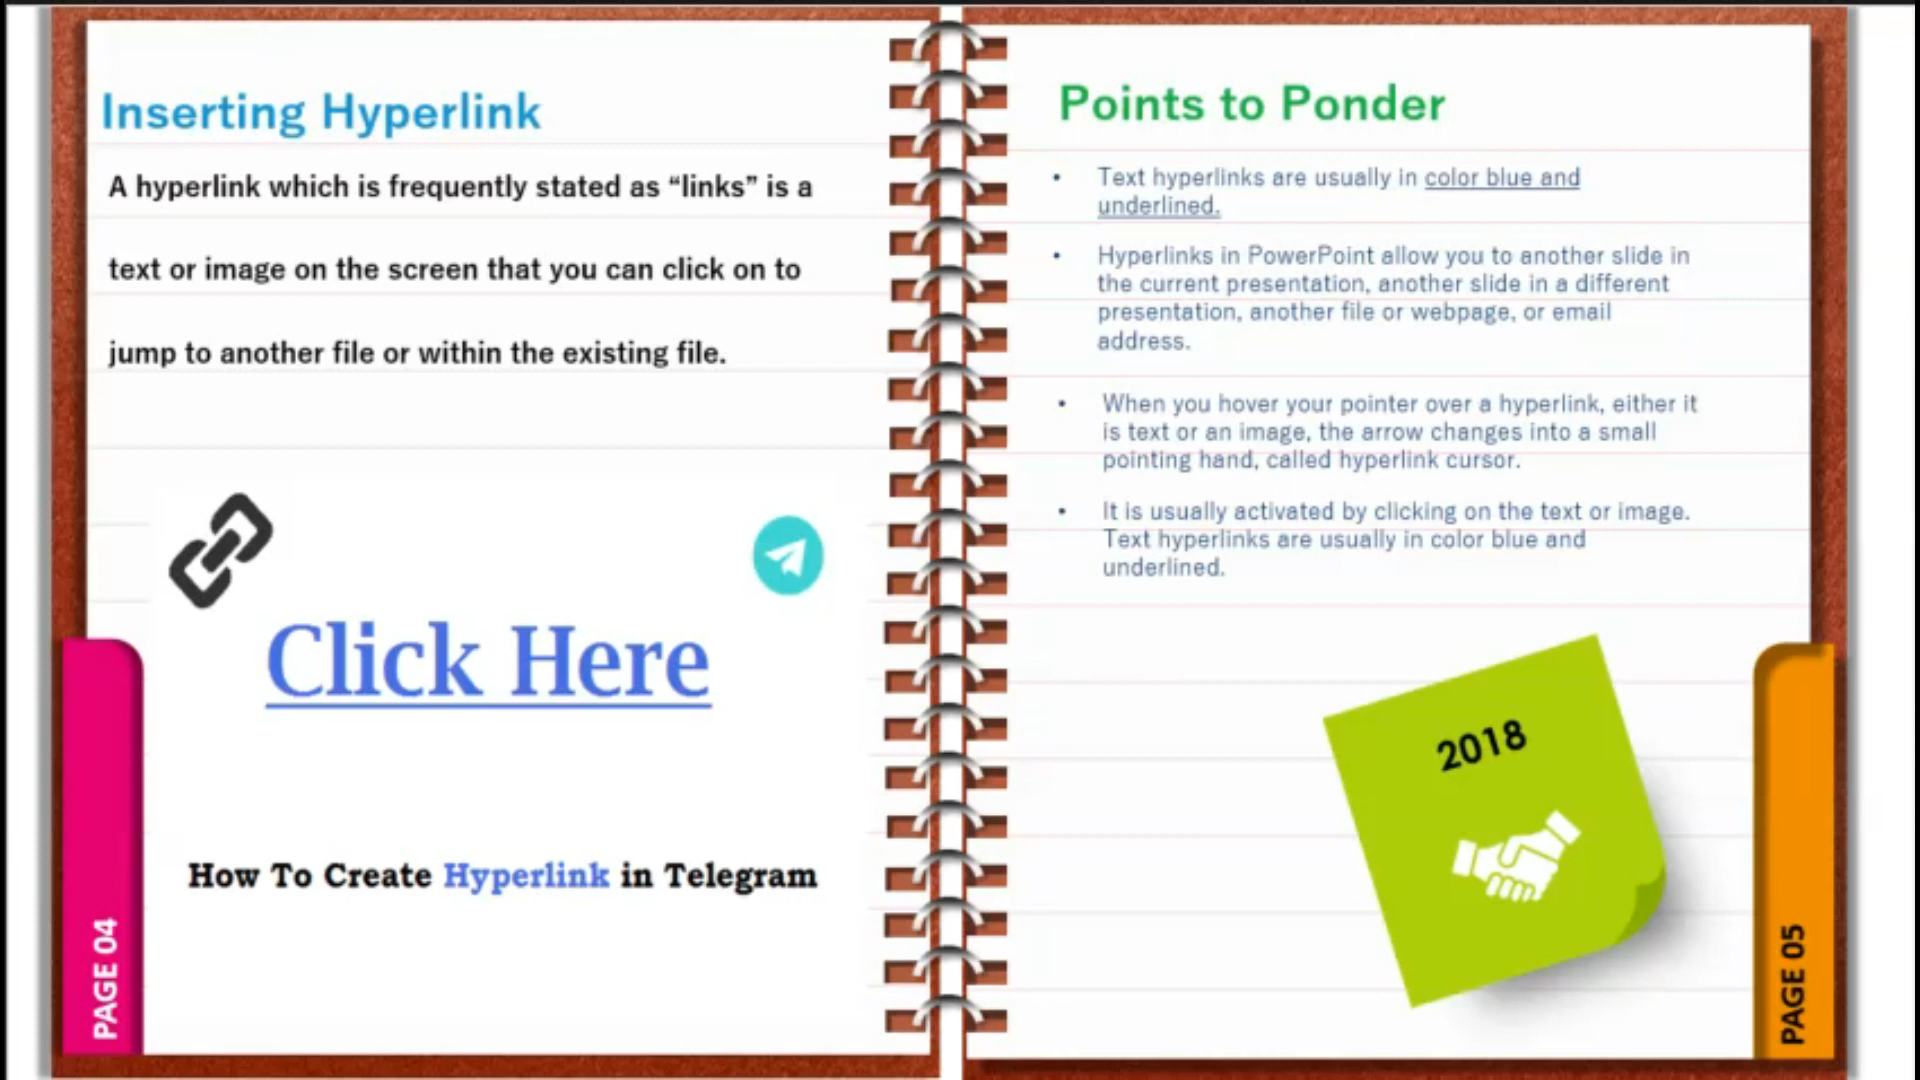 Inserting Hyperlink
A hyperlink which is frequently stated as “links” is a
text or image on the screen that you can click on to
jump to another file or within the existing file.
Click Here
How To Create Hyperlink in Telegram
PAGE 04
Points to Ponder
• Text hyperlinks are usually in color blue and
underlined.
• Hyperlinks in PowerPoint allow you to another slide in
the current presentation, another slide in a different
presentation, another file or webpage, or email
address.
• When you hover your pointer over a hyperlink, either it
is text or an image, the arrow changes into a small
pointing hand, called hyperlink cursor.
• It is usually activated by clicking on the text or image.
Text hyperlinks are usually in color blue and
underlined.
2018
PAGE 05